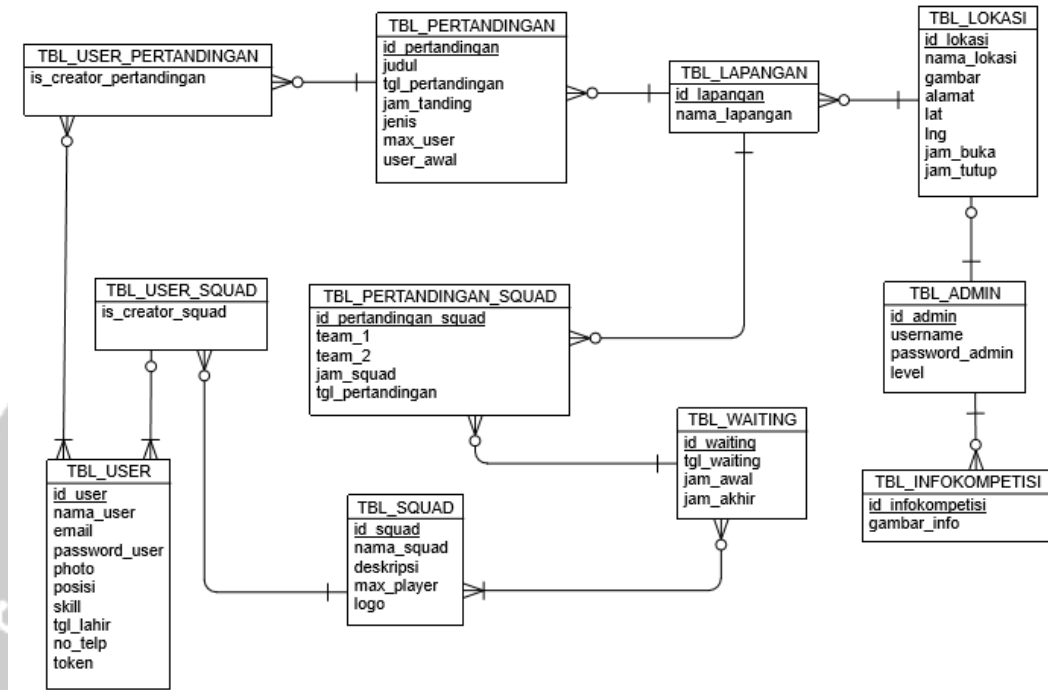 TBL_USER_PERTANDINGAN
is_creator_pertandingan
TBL_PERTANDINGAN
id_pertandingan
judul
tgl_pertandingan
jam_tanding
jenis
max_user
user_awal
TBL_LAPANGAN
id_lapangan
nama_lapangan
TBL_LOKASI
id_lokasi
nama_lokasi
gambar
alamat
lat
lng
jam_buka
jam_tutup
TBL_USER_SQUAD
is_creator_squad
TBL_PERTANDINGAN_SQUAD
id_pertandingan_squad
team_1
team_2
jam_squad
tgl_pertandingan
TBL_ADMIN
id_admin
username
password_admin
level
TBL_USER
id_user
nama_user
email
password_user
photo
posisi
skill
tgl_lahir
no_telp
token
TBL_SQUAD
id_squad
nama_squad
deskripsi
max_player
logo
TBL_WAITING
id_waiting
tgl_waiting
jam_awal
jam_akhir
TBL_INFOKOMPETISI
id_infokompetisi
gambar_info